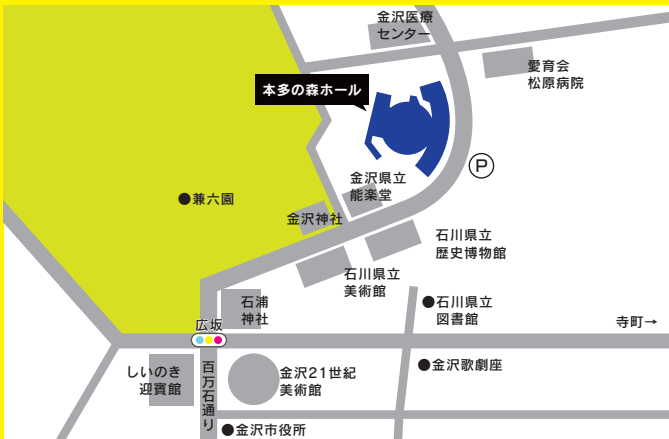 金沢医療
センター
愛育会
松原病院
本多の森ホール
P
金沢県立
能楽堂
●兼六園
金沢神社
石川県立
歴史博物館
石川県立
美術館
石浦
神社
●石川県立
図書館
広坂
寺町→
しいのき
迎賓館
百万石通り
金沢21世紀
美術館
●金沢歌劇座
●金沢市役所